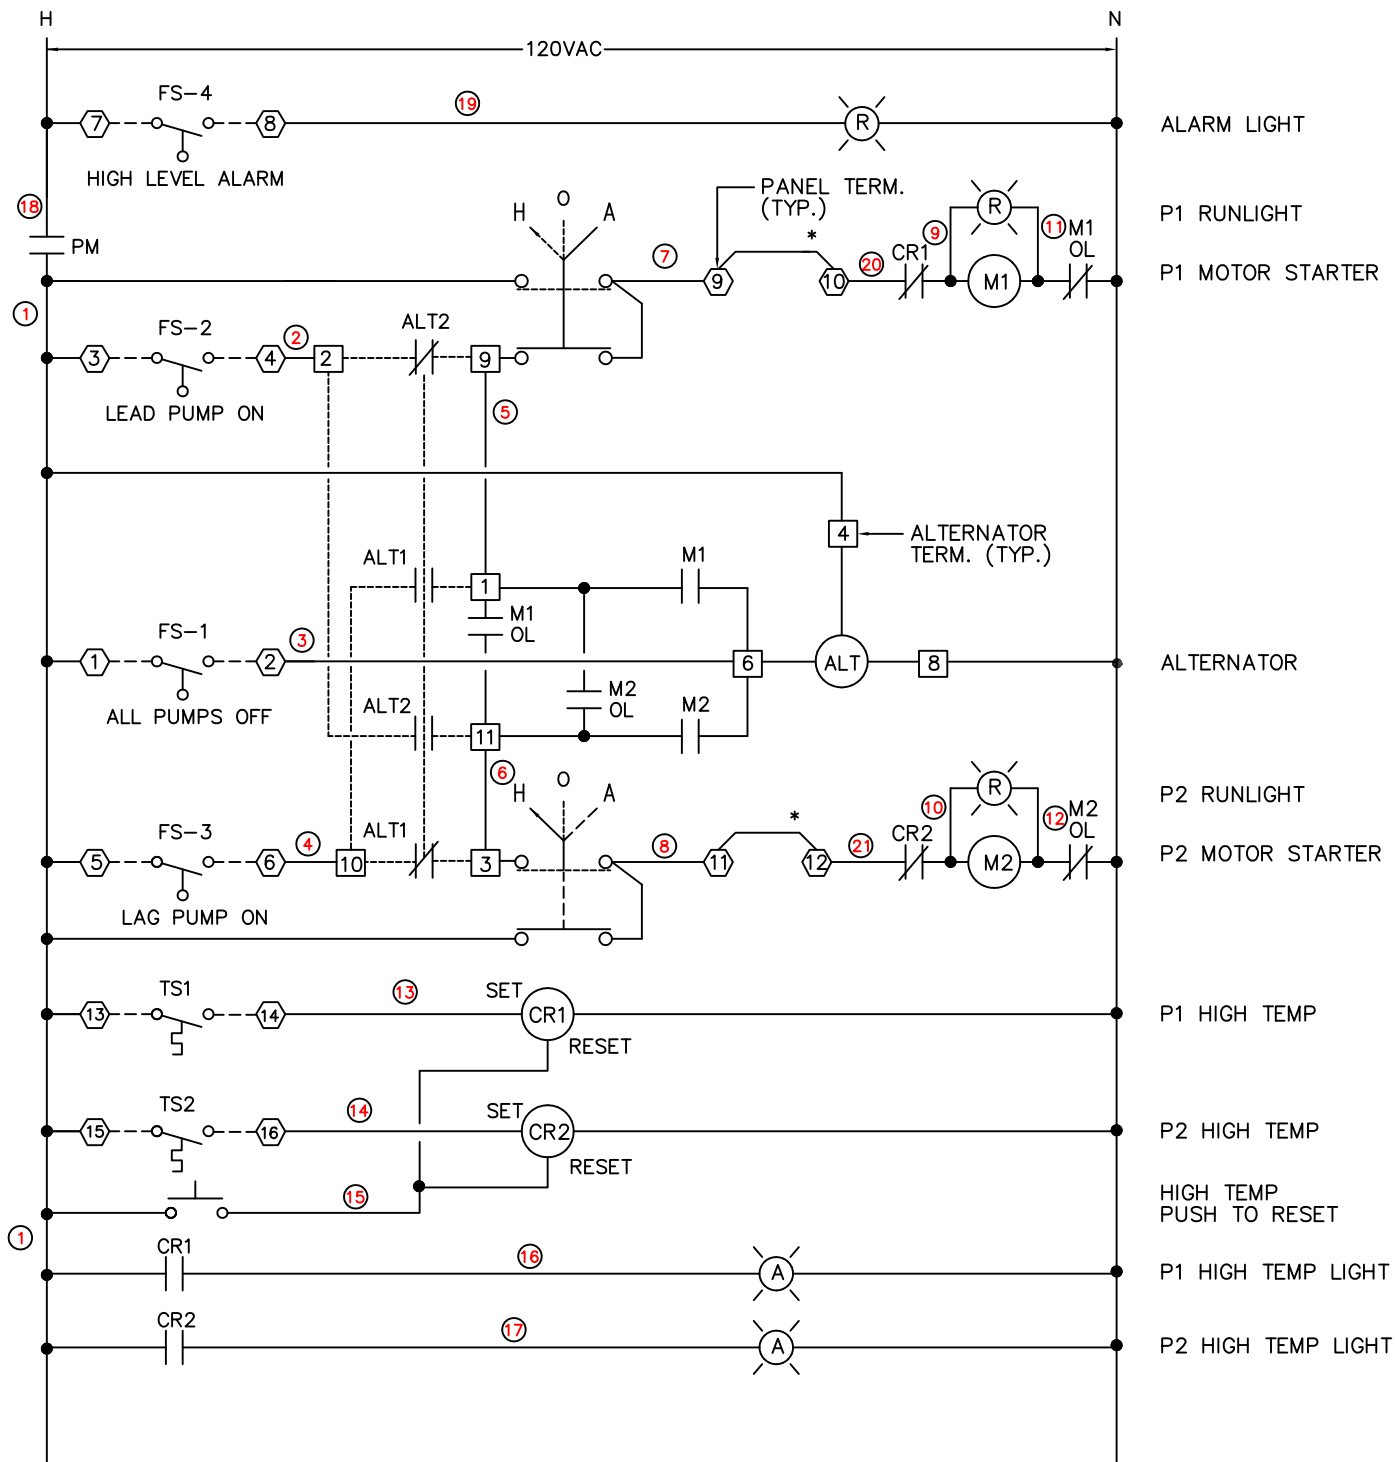 H N
120VAC
FS-4
19
7 8 R ALARM LIGHT
HIGH LEVEL ALARM
PANEL TERM.
(TYP.)
18
H O A
R P1 RUNLIGHT
PM
7 * 20 CR1 9 11 M1
OL
9 10 M1 P1 MOTOR STARTER
1
FS-2 2 ALT2
3 4 2 9
LEAD PUMP ON
5
4 ALTERNATOR
TERM. (TYP.)
ALT1 M1
1
M1
OL
FS-1 3
1 2 6 ALT 8 ALTERNATOR
ALL PUMPS OFF
M2
OL
ALT2 M2
11
6
H O A
R P2 RUNLIGHT
FS-3 4 ALT1 8 * 21 CR2 10 12 M2
OL
5 6 10 3 11 12 M2 P2 MOTOR STARTER
LAG PUMP ON
TS1 13 SET
13 14 CR1 P1 HIGH TEMP
RESET
TS2 14 SET
15 16 CR2 P2 HIGH TEMP
RESET
15 HIGH TEMP
PUSH TO RESET
1
CR1 16
A P1 HIGH TEMP LIGHT
CR2 17
A P2 HIGH TEMP LIGHT